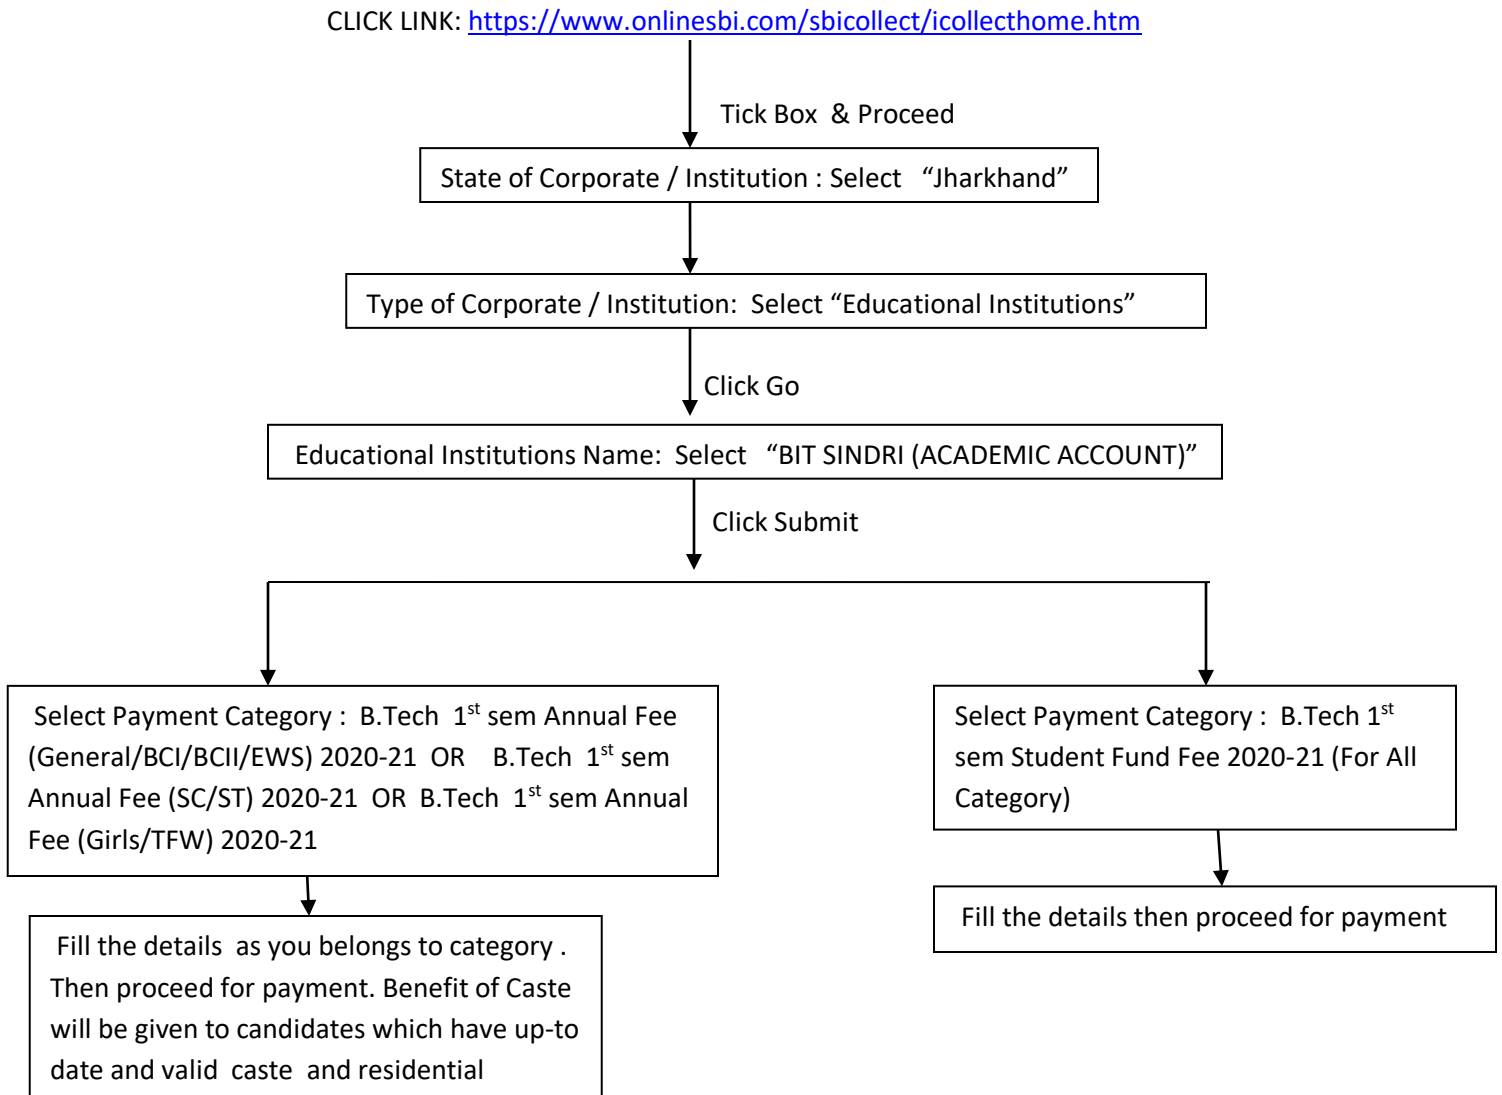 CLICK LINK: https://www.onlinesbi.com/sbicollect/icollecthome.htm
Tick Box & Proceed
State of Corporate / Institution : Select “Jharkhand”
Type of Corporate / Institution: Select “Educational Institutions”
Click Go
Educational Institutions Name: Select “BIT SINDRI (ACADEMIC ACCOUNT)”
Click Submit
Select Payment Category : B.Tech 1st sem Annual Fee
(General/BCI/BCII/EWS) 2020-21 OR B.Tech 1st sem
Annual Fee (SC/ST) 2020-21 OR B.Tech 1st sem Annual
Fee (Girls/TFW) 2020-21
Select Payment Category : B.Tech 1st
sem Student Fund Fee 2020-21 (For All
Category)
Fill the details as you belongs to category .
Then proceed for payment. Benefit of Caste
will be given to candidates which have up-to
date and valid caste and residential
Fill the details then proceed for payment